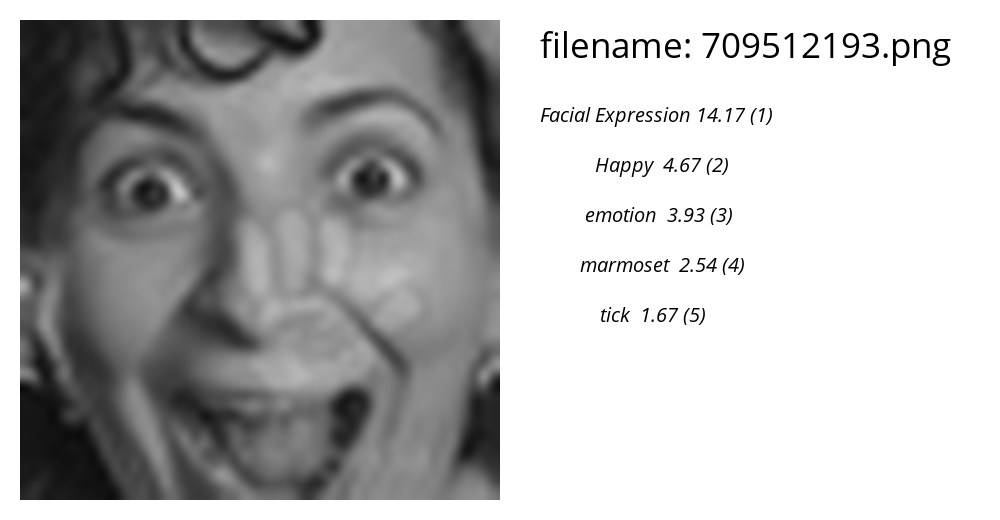 filename: 709512193.png
Facial Expression 14.17 (1)
Happy 4.67 (2)
emotion 3.93 (3)
marmoset 2.54 (4)
tick 1.67 (5)